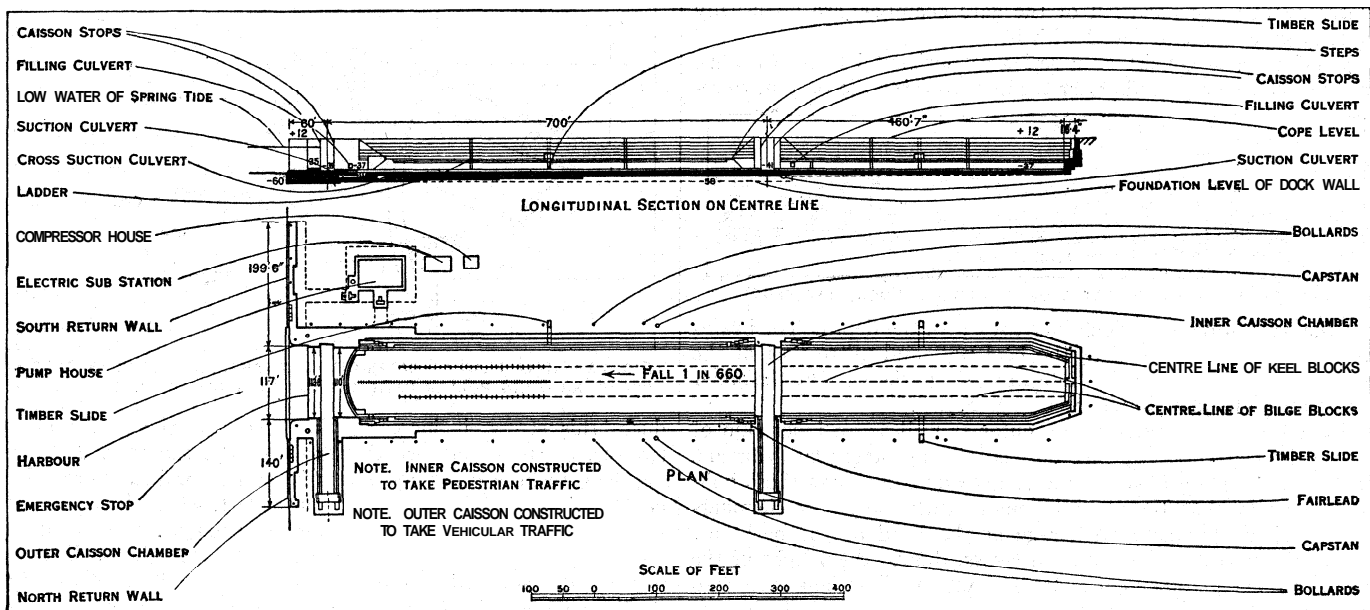 CAISSON STOPS
FILLING CULVERT
LOW WATER OF SPRING TIDE
SUCTION CULVERT
CROSS SUCTION CULVERT
LADDER
COMPRESSOR HOUSE
ELECTRIC SUB STATION
SOUTH RETURN WALL
PUMP HOUSE
TIMBER SLIDE
HARBOUR
EMERGENCY STOP
OUTER CAISSON CHAMBER
NORTH RETURN WALL
60' 700' 460'7"
+12 +12
-35 -37 -37
-60 -56
LONGITUDINAL SECTION ON CENTRE LINE
199'6"
117'
140'
← FALL 1 IN 660
NOTE. INNER CAISSON CONSTRUCTED
TO TAKE PEDESTRIAN TRAFFIC
NOTE. OUTER CAISSON CONSTRUCTED
TO TAKE VEHICULAR TRAFFIC
PLAN
SCALE OF FEET
100 50 0 100 200 300 400
TIMBER SLIDE
STEPS
CAISSON STOPS
FILLING CULVERT
COPE LEVEL
SUCTION CULVERT
FOUNDATION LEVEL OF DOCK WALL
BOLLARDS
CAPSTAN
INNER CAISSON CHAMBER
CENTRE LINE OF KEEL BLOCKS
CENTRE LINE OF BILGE BLOCKS
TIMBER SLIDE
FAIRLEAD
CAPSTAN
BOLLARDS